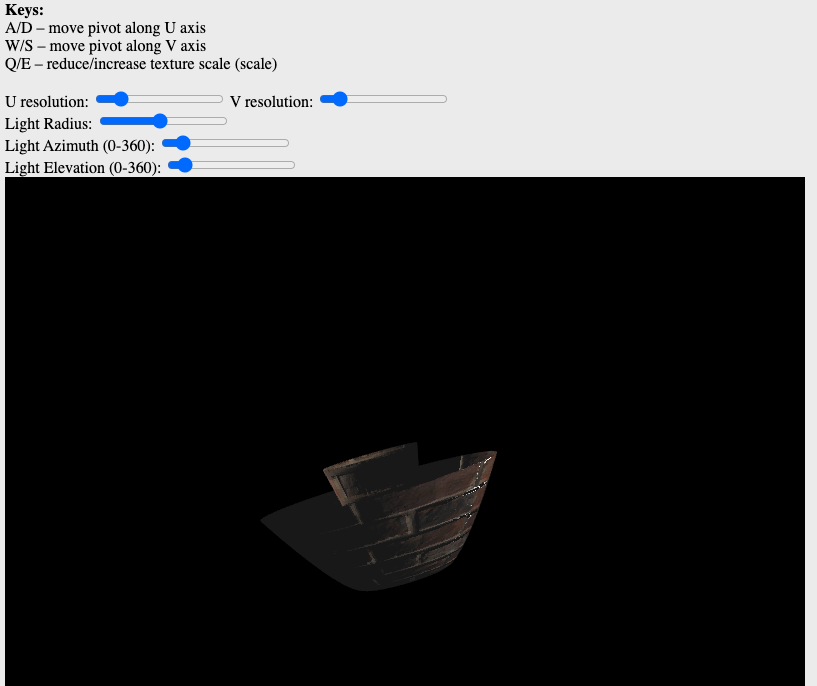 Keys:
A/D – move pivot along U axis
W/S – move pivot along V axis
Q/E – reduce/increase texture scale (scale)
U resolution: V resolution:
Light Radius:
Light Azimuth (0-360):
Light Elevation (0-360):